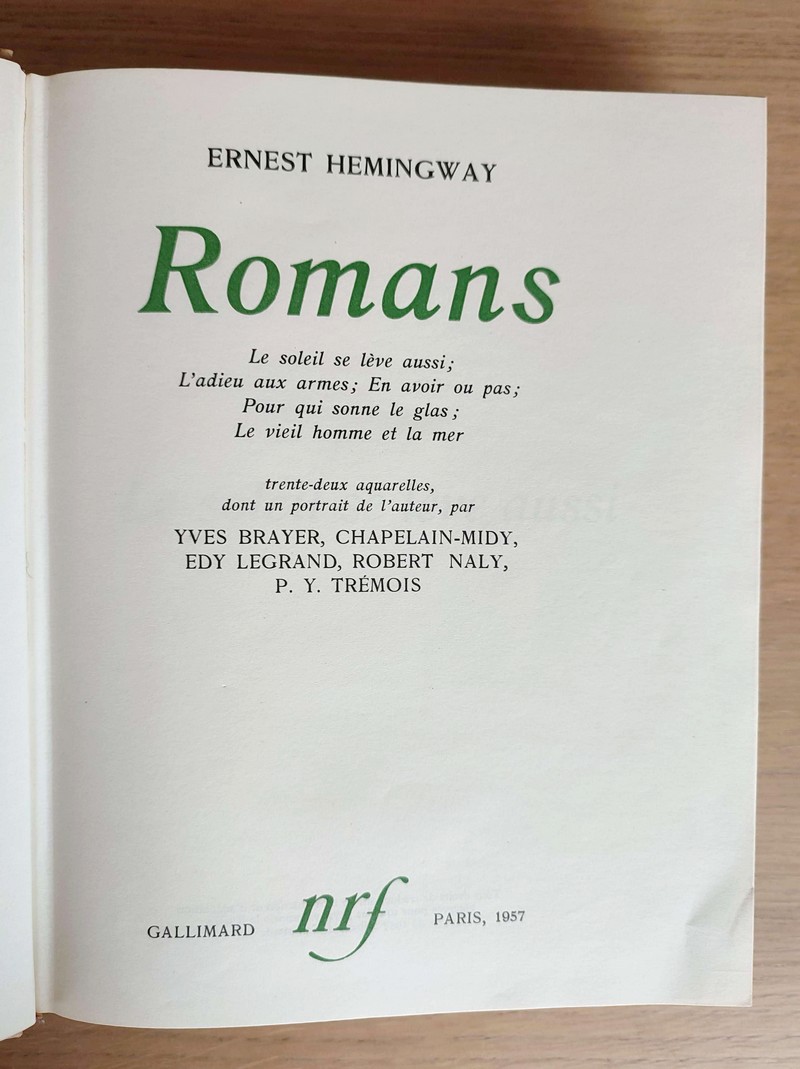 ERNEST HEMINGWAY
Romans
Le soleil se lève aussi;
L'adieu aux armes; En avoir ou pas;
Pour qui sonne le glas;
Le vieil homme et la mer
trente-deux aquarelles,
dont un portrait de l'auteur, par
YVES BRAYER, CHAPELAIN-MIDY,
EDY LEGRAND, ROBERT NALY,
P. Y. TRÉMOIS
GALLIMARD nrf PARIS, 1957